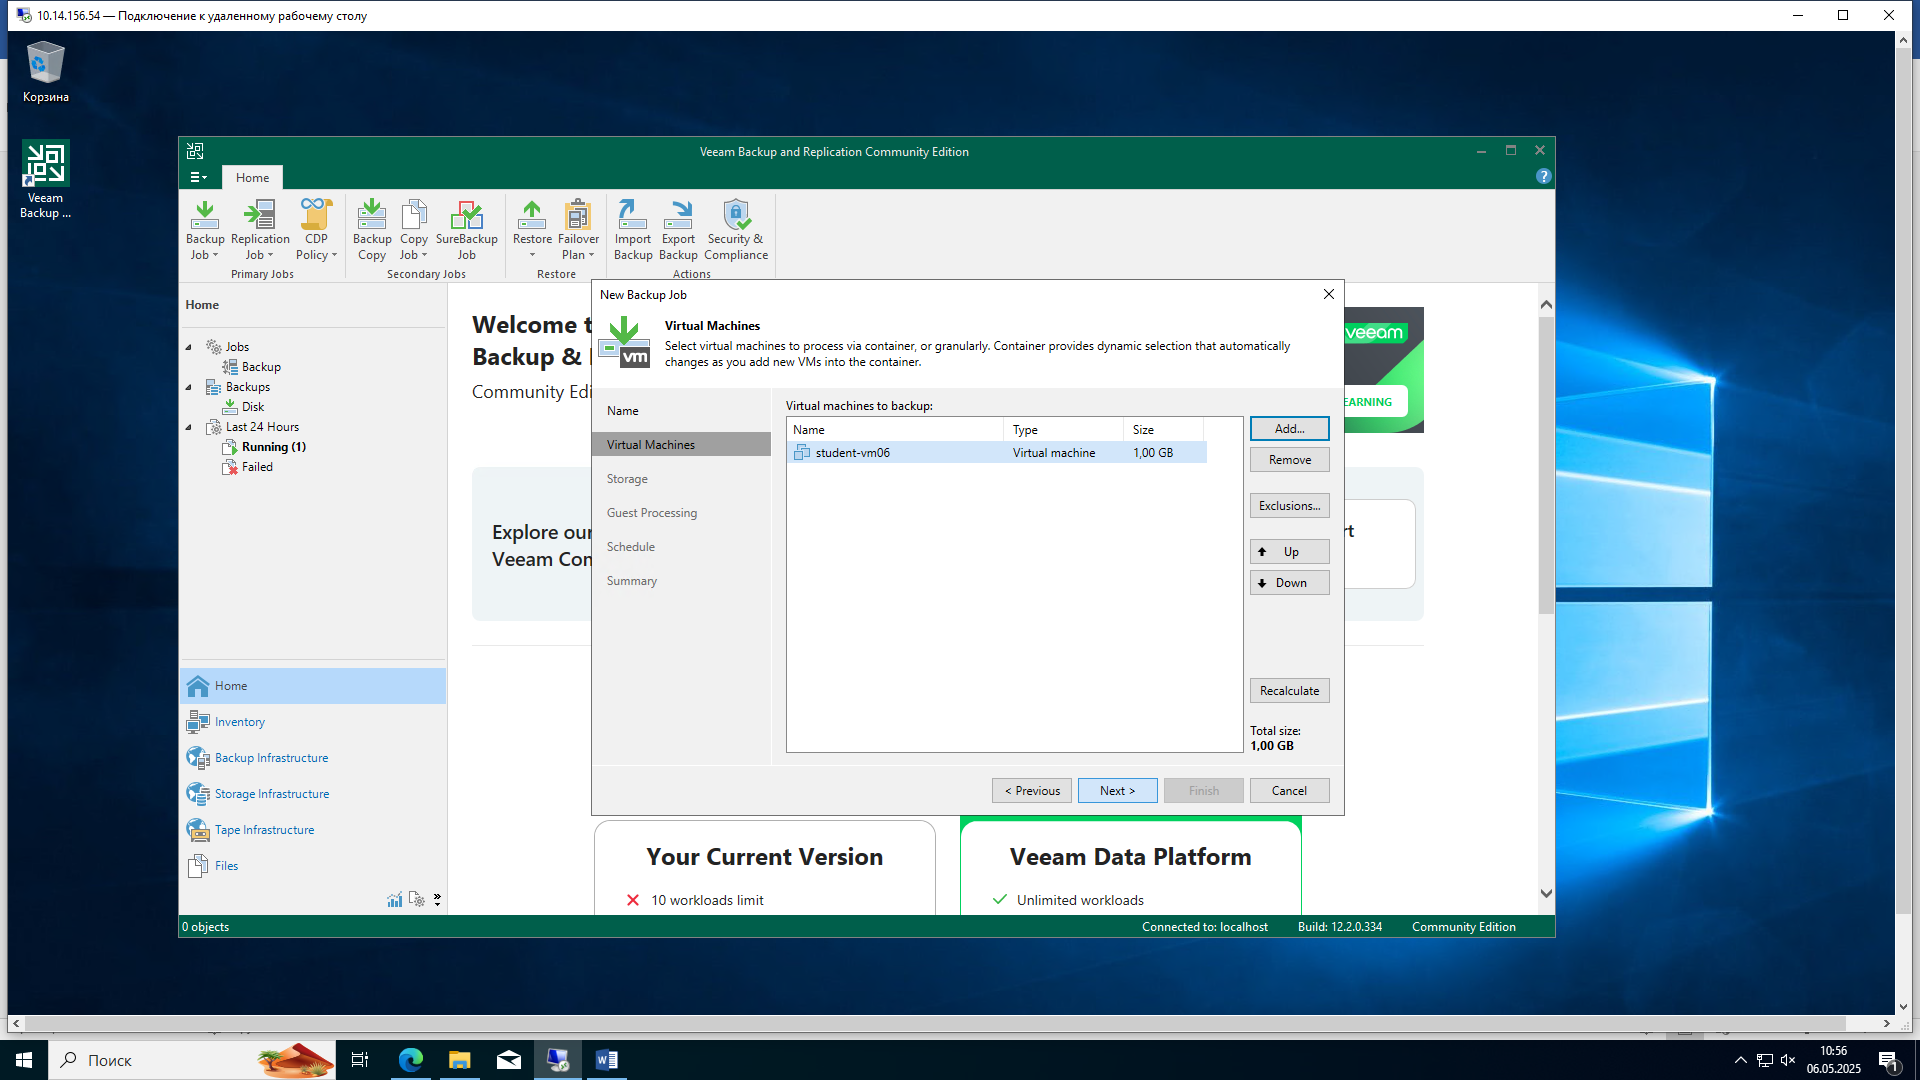 10.14.156.54 — Подключение к удаленному рабочему столу
Корзина
Veeam
Backup ...
Veeam Backup and Replication Community Edition
Home
Backup
Job
Replication
Job
CDP
Policy
Primary Jobs
Backup
Copy
Copy
Job
SureBackup
Job
Secondary Jobs
Restore
Failover
Plan
Restore
Import
Backup
Export
Backup
Security &
Compliance
Actions
Home
Jobs
Backup
Backups
Disk
Last 24 Hours
Running (1)
Failed
Home
Inventory
Backup Infrastructure
Storage Infrastructure
Tape Infrastructure
Files
Welcome t
Backup &
Community Edi
Explore our
Veeam Con
veeam
EARNING
rt
New Backup Job
vm
Virtual Machines
Select virtual machines to process via container, or granularly. Container provides dynamic selection that automatically
changes as you add new VMs into the container.
Name
Virtual Machines
Storage
Guest Processing
Schedule
Summary
Virtual machines to backup:
Name Type Size
student-vm06 Virtual machine 1,00 GB
Add...
Remove
Exclusions...
Up
Down
Recalculate
Total size:
1,00 GB
< Previous
Next >
Finish
Cancel
Your Current Version
10 workloads limit
Veeam Data Platform
Unlimited workloads
0 objects
Connected to: localhost
Build: 12.2.0.334
Community Edition
Поиск
10:56
06.05.2025
1